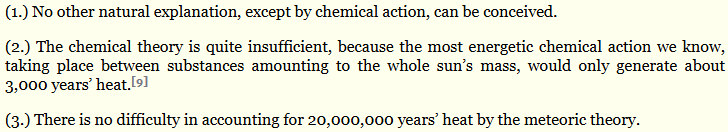 (1.) No other natural explanation, except by chemical action, can be conceived.
(2.) The chemical theory is quite insufficient, because the most energetic chemical action we know,
taking place between substances amounting to the whole sun’s mass, would only generate about
3,000 years’ heat.[9]
(3.) There is no difficulty in accounting for 20,000,000 years’ heat by the meteoric theory.